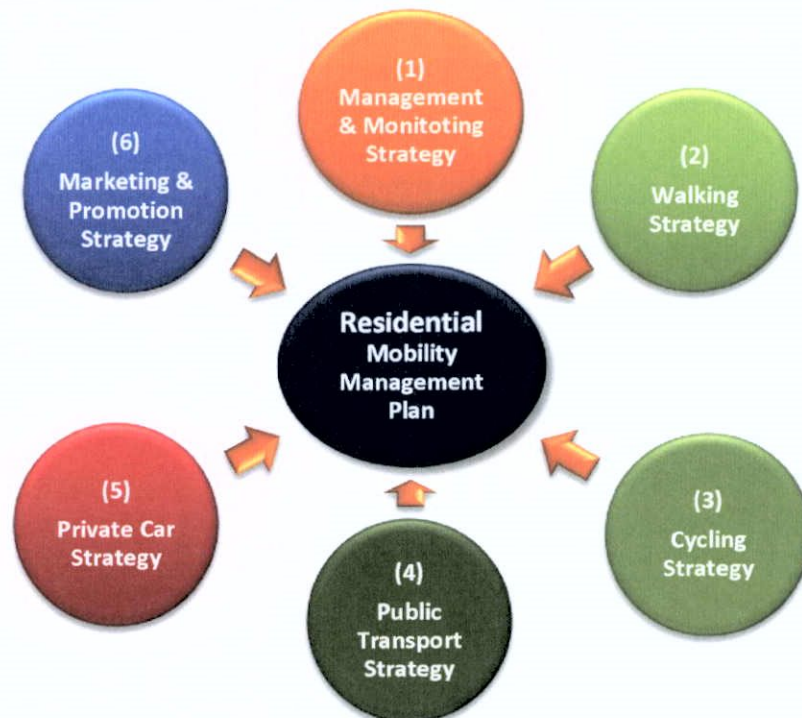 (1)
Management
& Monitoting
Strategy
(2)
Walking
Strategy
(3)
Cycling
Strategy
(4)
Public
Transport
Strategy
(5)
Private Car
Strategy
(6)
Marketing &
Promotion
Strategy
Residential
Mobility
Management
Plan